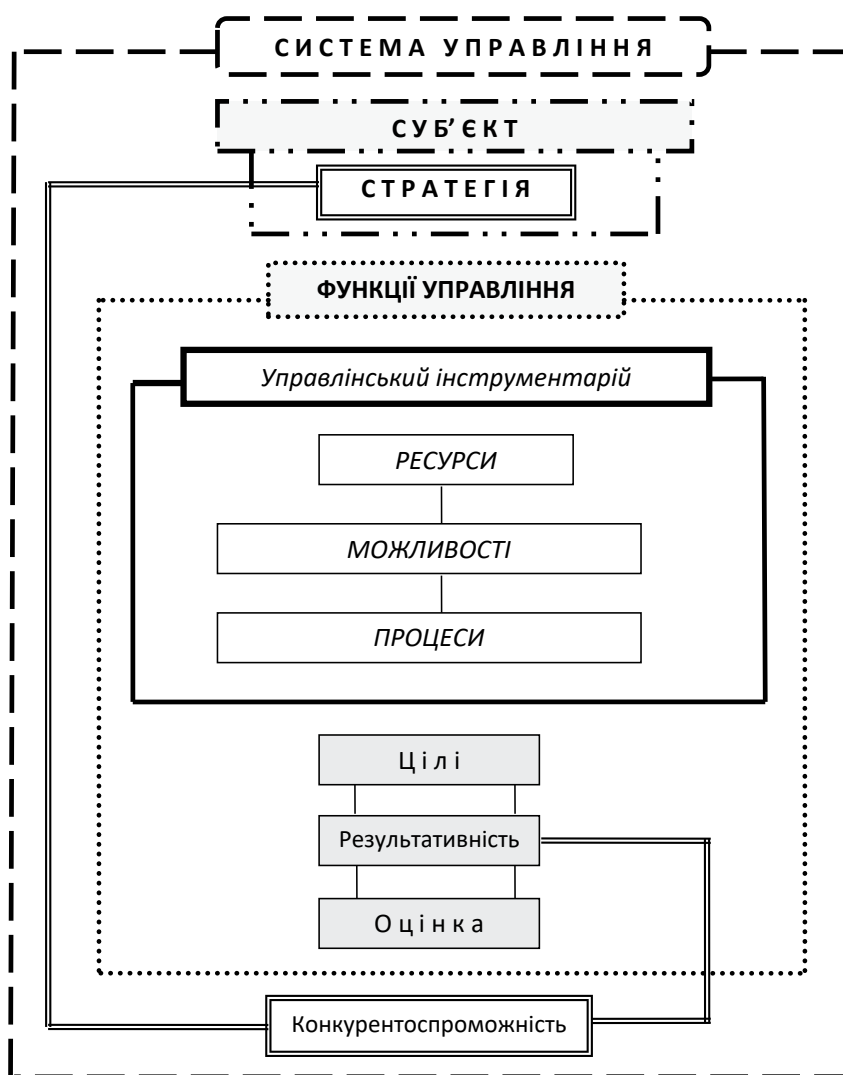 СИСТЕМА УПРАВЛІННЯ
СУБ’ЄКТ
СТРАТЕГІЯ
ФУНКЦІЇ УПРАВЛІННЯ
Управлінський інструментарій
РЕСУРСИ
МОЖЛИВОСТІ
ПРОЦЕСИ
Цілі
Результативність
Оцінка
Конкурентоспроможність